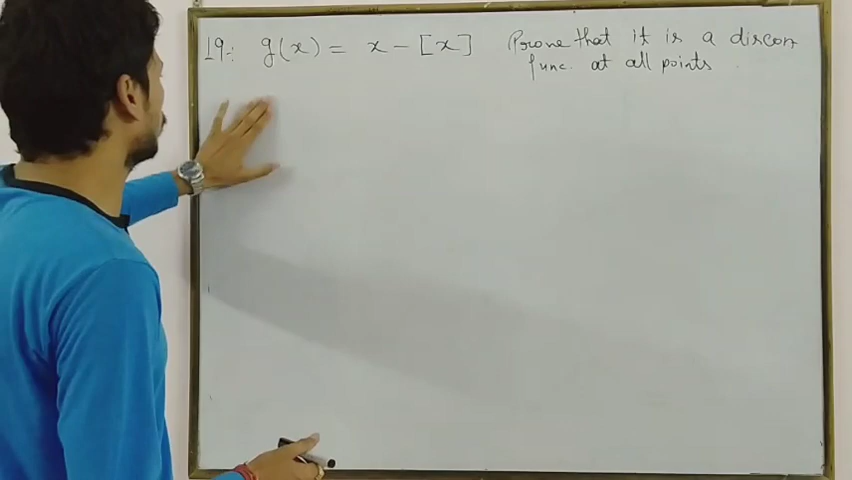 19.: g(x) = x - [x] Prove that it is a discon
func. at all points